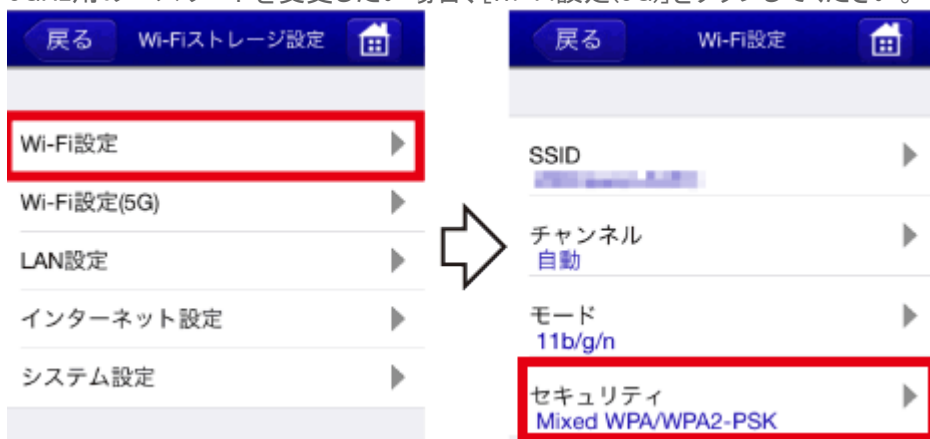 戻る Wi-Fiストレージ設定
Wi-Fi設定
Wi-Fi設定(5G)
LAN設定
インターネット設定
システム設定
戻る Wi-Fi設定
SSID
チャンネル
自動
モード
11b/g/n
セキュリティ
Mixed WPA/WPA2-PSK